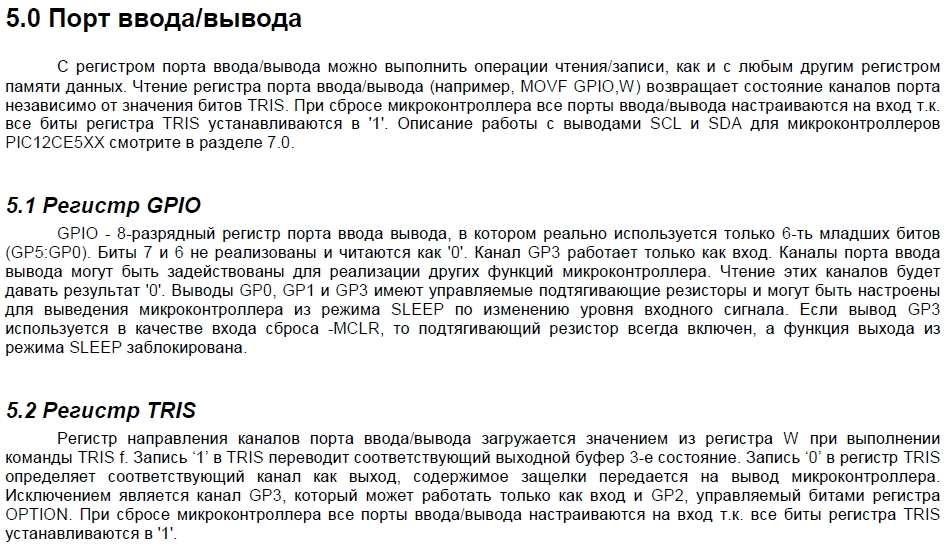 5.0 Порт ввода/вывода
С регистром порта ввода/вывода можно выполнить операции чтения/записи, как и с любым другим регистром
памяти данных. Чтение регистра порта ввода/вывода (например, MOVF GPIO,W) возвращает состояние каналов порта
независимо от значения битов TRIS. При сбросе микроконтроллера все порты ввода/вывода настраиваются на вход т.к.
все биты регистра TRIS устанавливаются в '1'. Описание работы с выводами SCL и SDA для микроконтроллеров
PIC12CE5XX смотрите в разделе 7.0.
5.1 Регистр GPIO
GPIO - 8-разрядный регистр порта ввода вывода, в котором реально используется только 6-ть младших битов
(GP5:GP0). Биты 7 и 6 не реализованы и читаются как '0'. Канал GP3 работает только как вход. Каналы порта ввода
вывода могут быть задействованы для реализации других функций микроконтроллера. Чтение этих каналов будет
давать результат '0'. Выводы GP0, GP1 и GP3 имеют управляемые подтягивающие резисторы и могут быть настроены
для выведения микроконтроллера из режима SLEEP по изменению уровня входного сигнала. Если вывод GP3
используется в качестве входа сброса -MCLR, то подтягивающий резистор всегда включен, а функция выхода из
режима SLEEP заблокирована.
5.2 Регистр TRIS
Регистр направления каналов порта ввода/вывода загружается значением из регистра W при выполнении
команды TRIS f. Запись ‘1’ в TRIS переводит соответствующий выходной буфер 3-е состояние. Запись ‘0’ в регистр TRIS
определяет соответствующий канал как выход, содержимое защелки передается на вывод микроконтроллера.
Исключением является канал GP3, который может работать только как вход и GP2, управляемый битами регистра
OPTION. При сбросе микроконтроллера все порты ввода/вывода настраиваются на вход т.к. все биты регистра TRIS
устанавливаются в '1'.